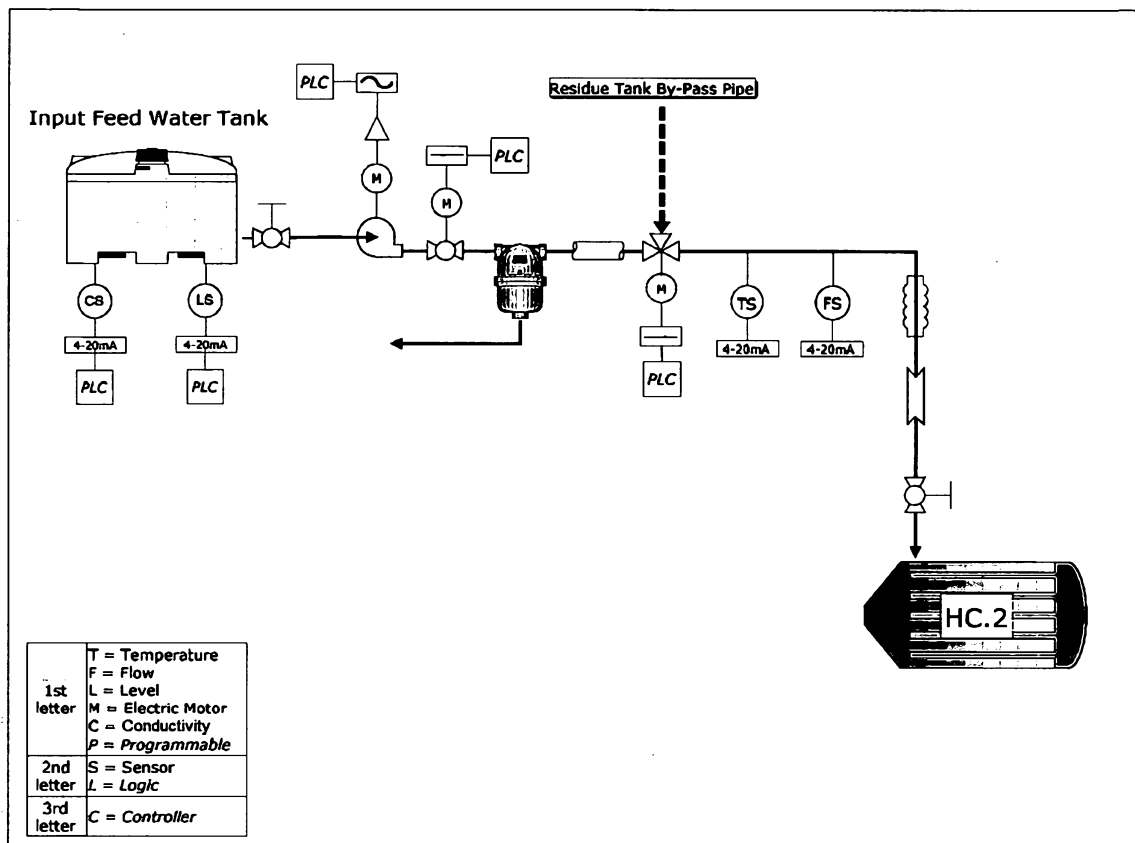 Residue Tank By-Pass Pipe
PLC
Input Feed Water Tank
PLC
M
M
CS
LS
M
TS
FS
4-20mA
4-20mA
4-20mA
4-20mA
PLC
PLC
PLC
HC.2
1st letter
T = Temperature
F = Flow
L = Level
M = Electric Motor
C = Conductivity
P = Programmable
2nd letter
S = Sensor
L = Logic
3rd letter
C = Controller